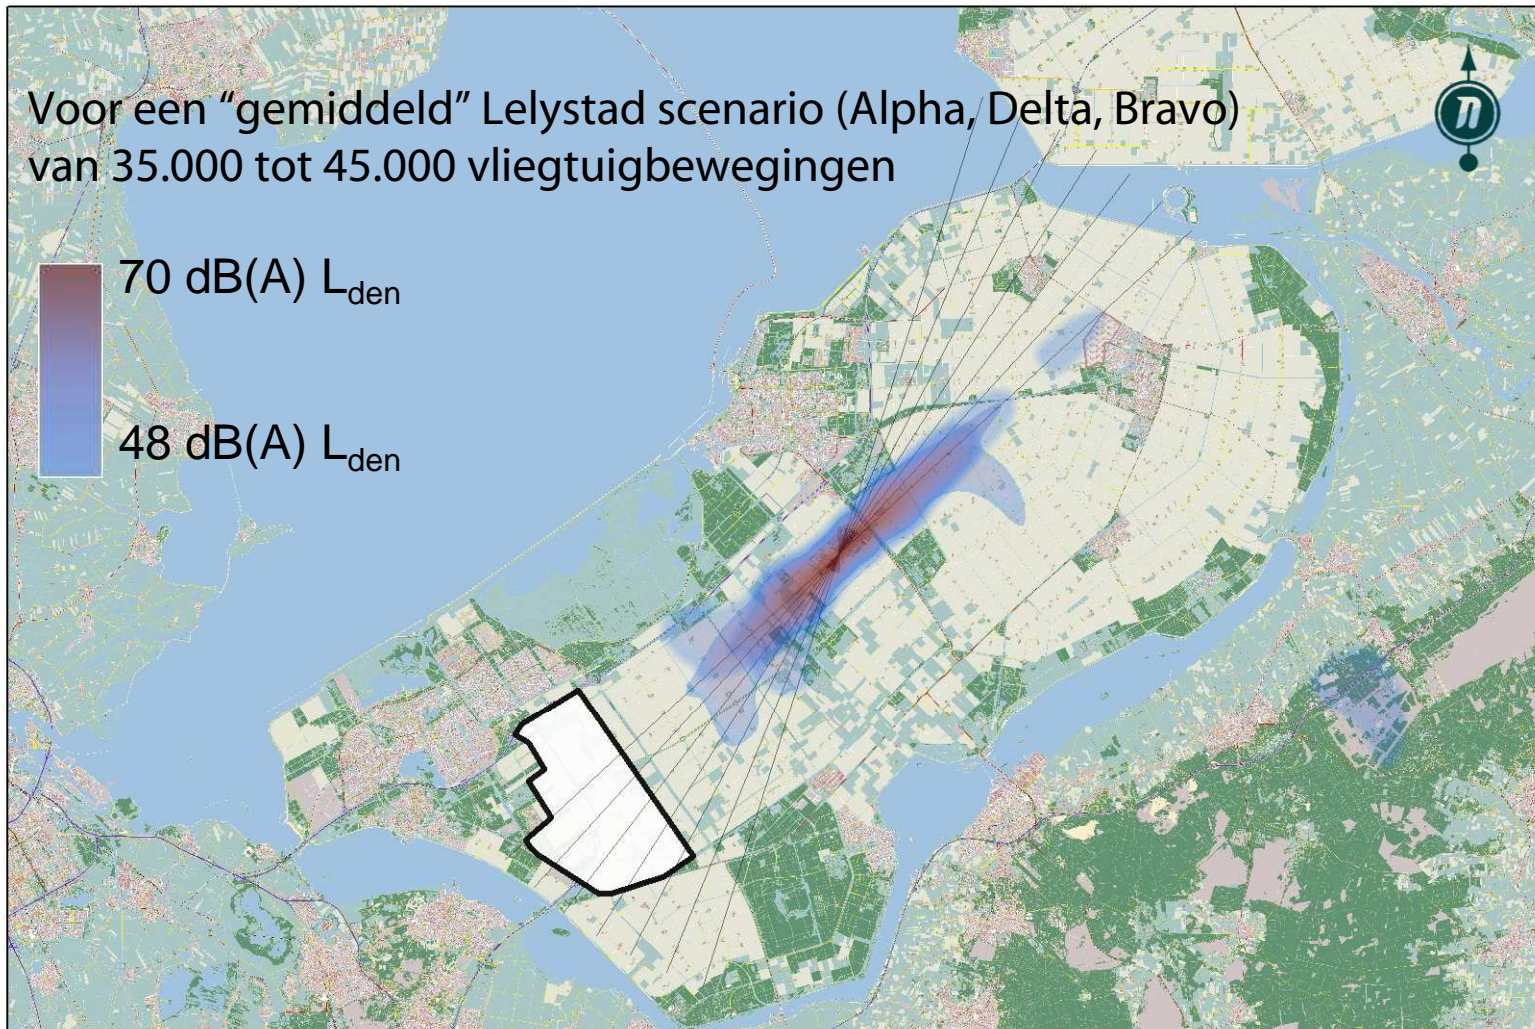 Voor een “gemiddeld” Lelystad scenario (Alpha, Delta, Bravo)
van 35.000 tot 45.000 vliegtuigbewegingen
70 dB(A) Lden
48 dB(A) Lden
n